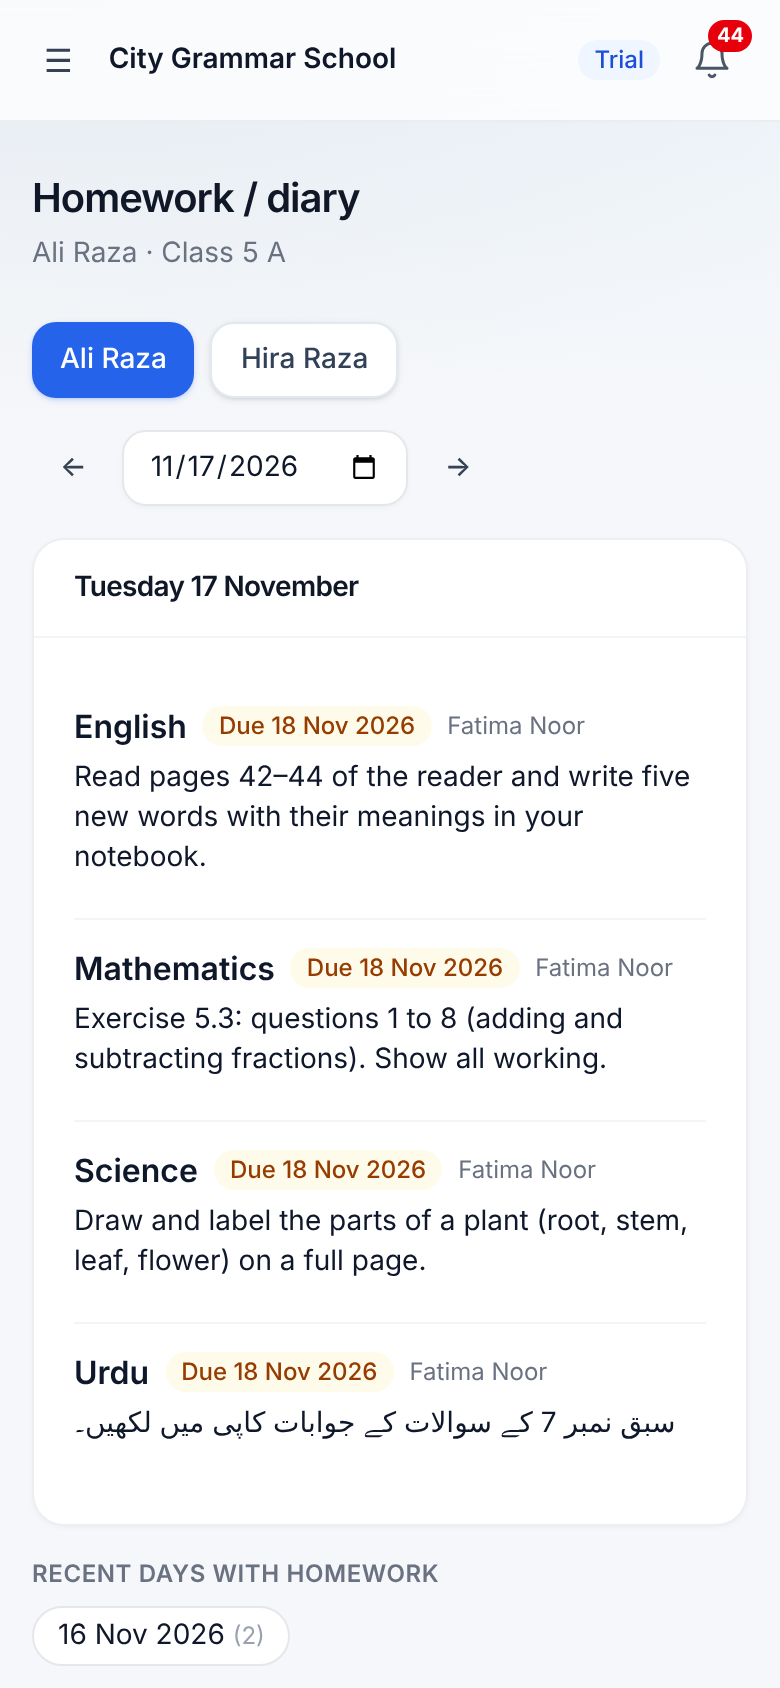 ☰ City Grammar School Trial 44
Homework / diary
Ali Raza · Class 5 A
Ali Raza Hira Raza
← 11/17/2026 →
Tuesday 17 November
English Due 18 Nov 2026 Fatima Noor
Read pages 42–44 of the reader and write five
new words with their meanings in your
notebook.
Mathematics Due 18 Nov 2026 Fatima Noor
Exercise 5.3: questions 1 to 8 (adding and
subtracting fractions). Show all working.
Science Due 18 Nov 2026 Fatima Noor
Draw and label the parts of a plant (root, stem,
leaf, flower) on a full page.
Urdu Due 18 Nov 2026 Fatima Noor
سبق نمبر 7 کے سوالات کے جوابات کاپی میں لکھیں۔
RECENT DAYS WITH HOMEWORK
16 Nov 2026 (2)